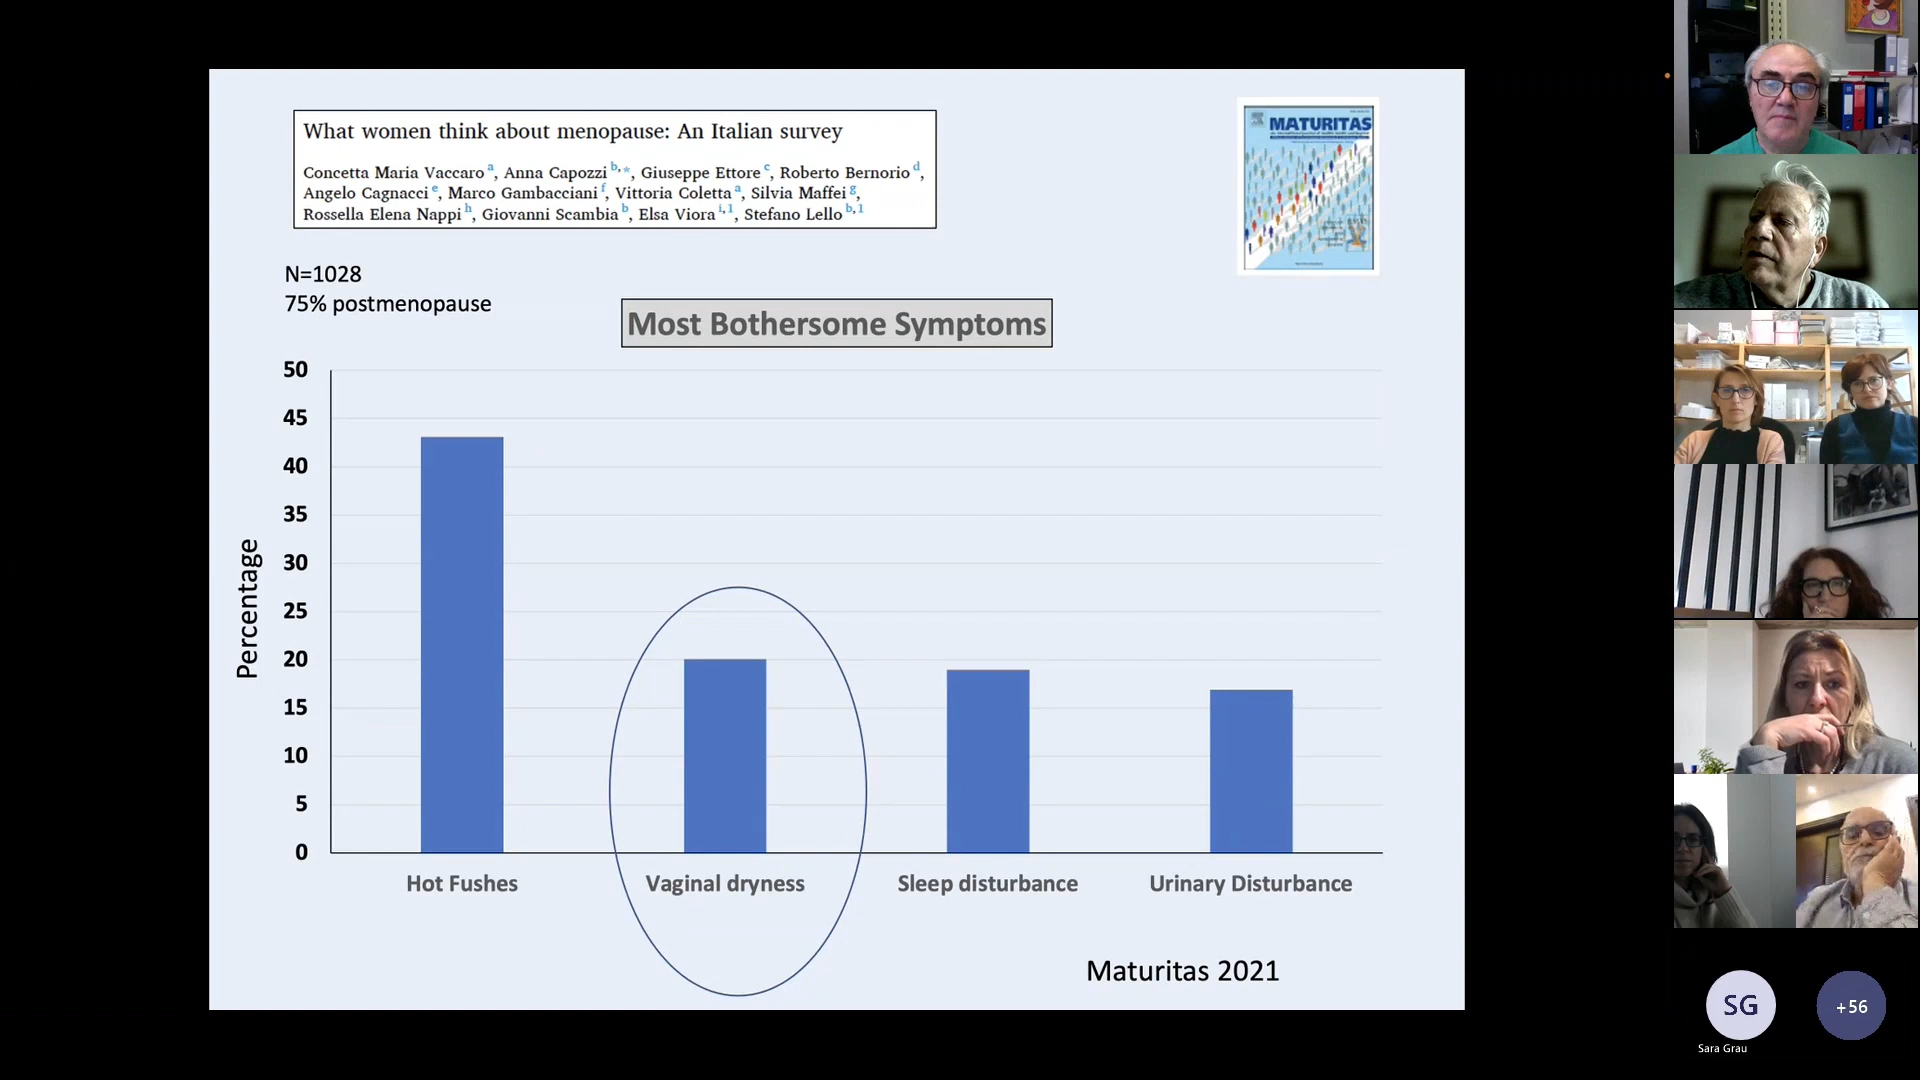 What women think about menopause: An Italian survey
Concetta Maria Vaccaro a, Anna Capozzi b,*, Giuseppe Ettore c, Roberto Bernorio d,
Angelo Cagnacci e, Marco Gambacciani f, Vittoria Coletta a, Silvia Maffei g,
Rossella Elena Nappi h, Giovanni Scambia b, Elsa Viora i,1, Stefano Lello b,1
MATURITAS
N=1028
75% postmenopause
Most Bothersome Symptoms
Percentage
50
45
40
35
30
25
20
15
10
5
0
Hot Fushes
Vaginal dryness
Sleep disturbance
Urinary Disturbance
Maturitas 2021
SG
+56
Sara Grau